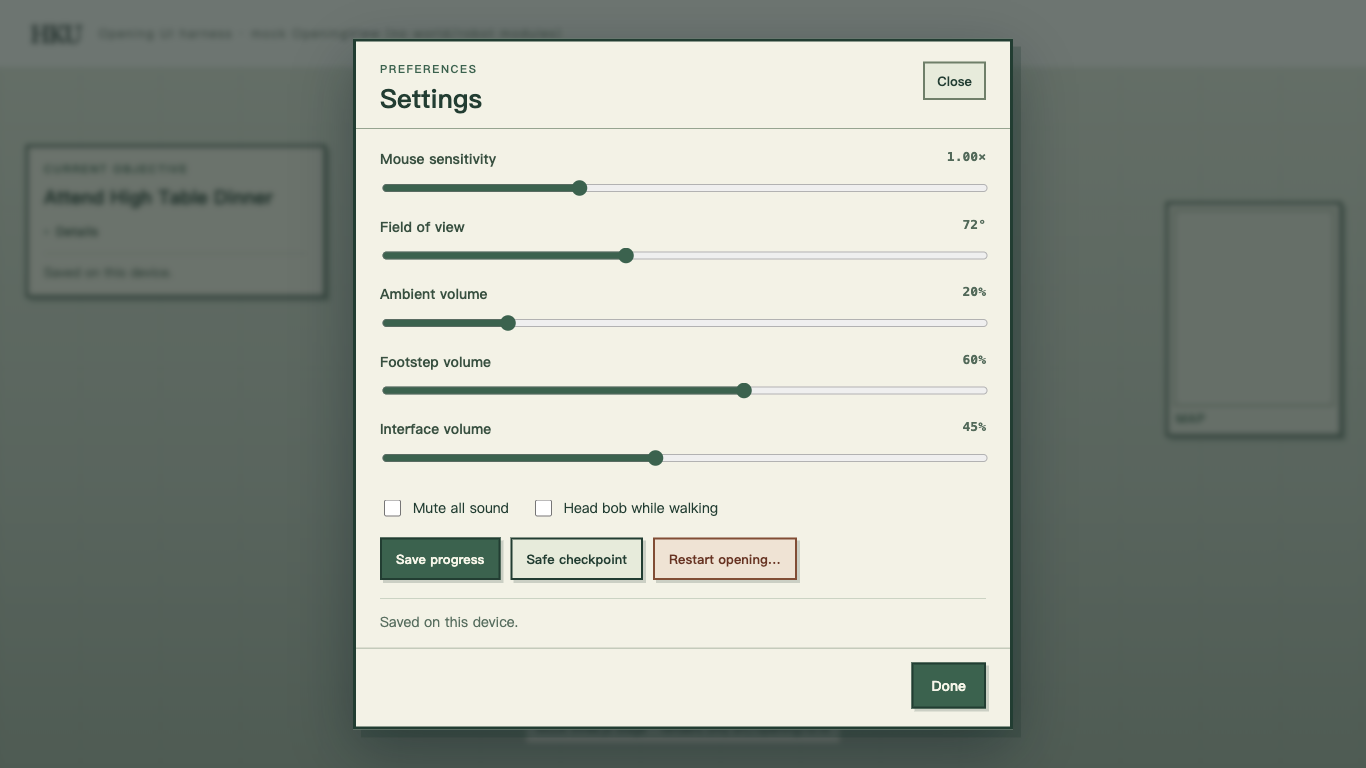 HKU
PREFERENCES
Settings
Close
CURRENT OBJECTIVE
Attend High Table Dinner
Details
Saved on this device.
Mouse sensitivity
1.00×
Field of view
72°
Ambient volume
20%
Footstep volume
60%
Interface volume
45%
MAP
Mute all sound
Head bob while walking
Save progress
Safe checkpoint
Restart opening...
Saved on this device.
Done